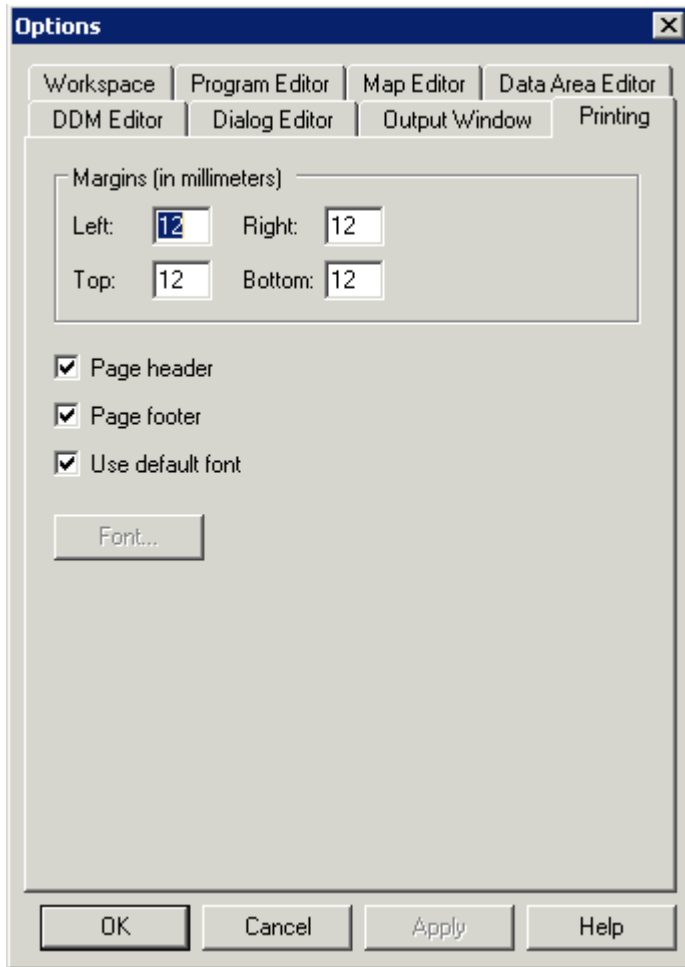 Options
Workspace Program Editor Map Editor Data Area Editor
DDM Editor Dialog Editor Output Window Printing
Margins (in millimeters)
Left: 12 Right: 12
Top: 12 Bottom: 12
Page header
Page footer
Use default font
Font...
OK Cancel Apply Help